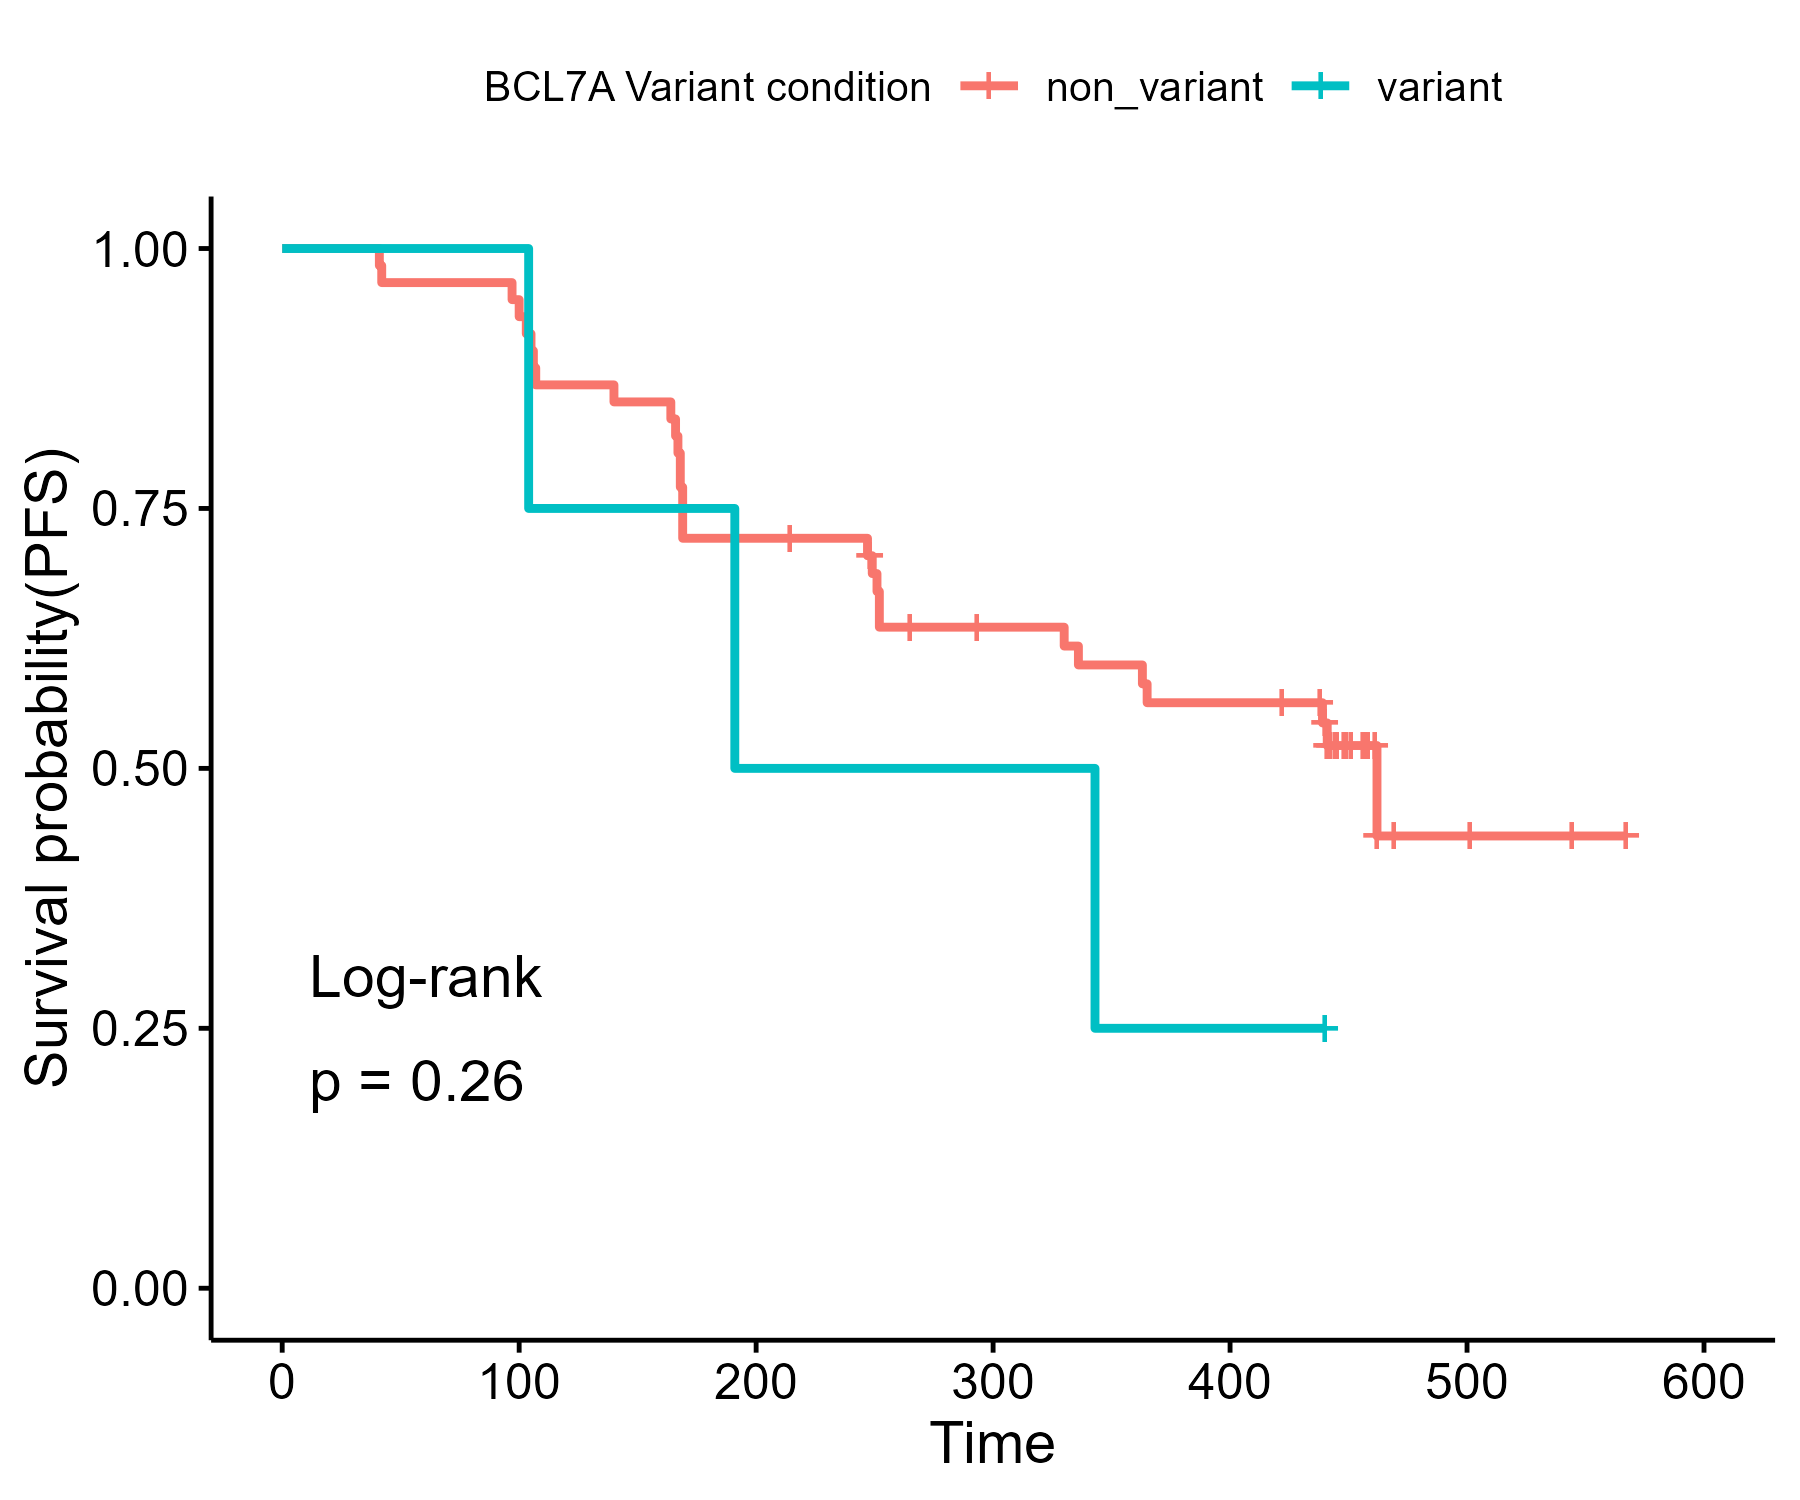 BCL7A Variant condition non_variant variant
Survival probability(PFS)
1.00
0.75
0.50
0.25
0.00
Log-rank
p = 0.26
0 100 200 300 400 500 600
Time